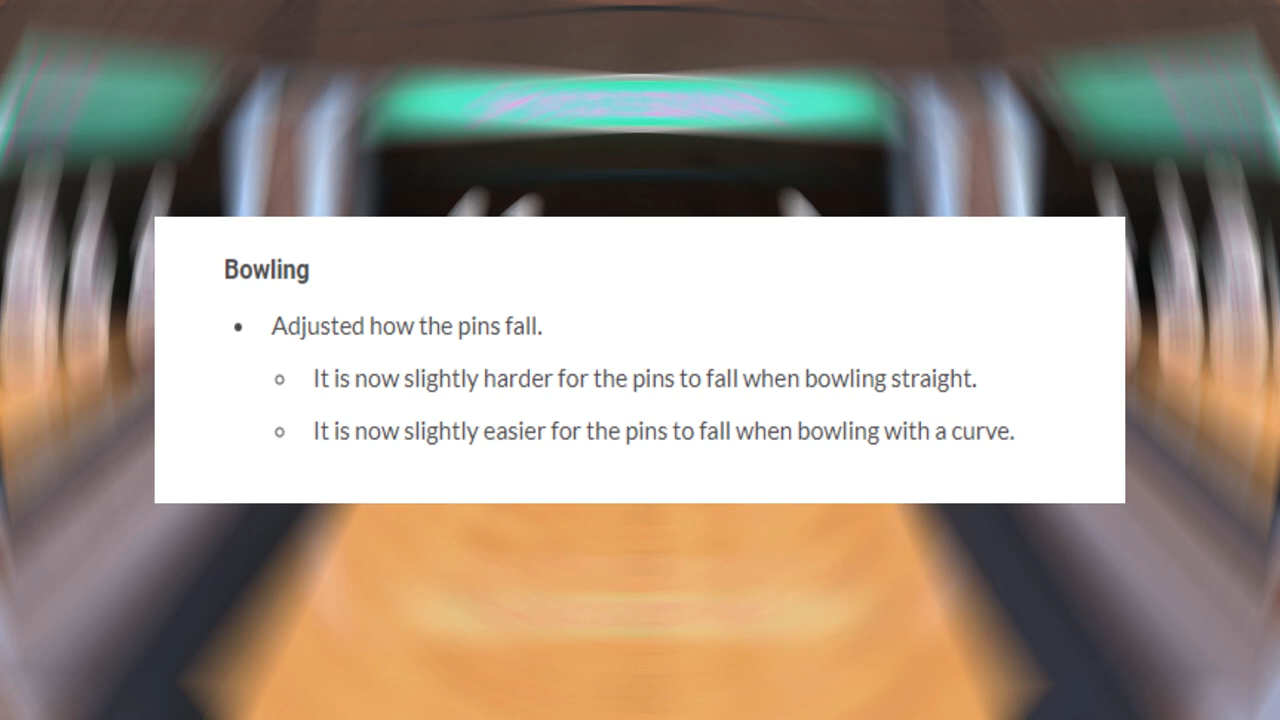 Bowling
Adjusted how the pins fall.
It is now slightly harder for the pins to fall when bowling straight.
It is now slightly easier for the pins to fall when bowling with a curve.